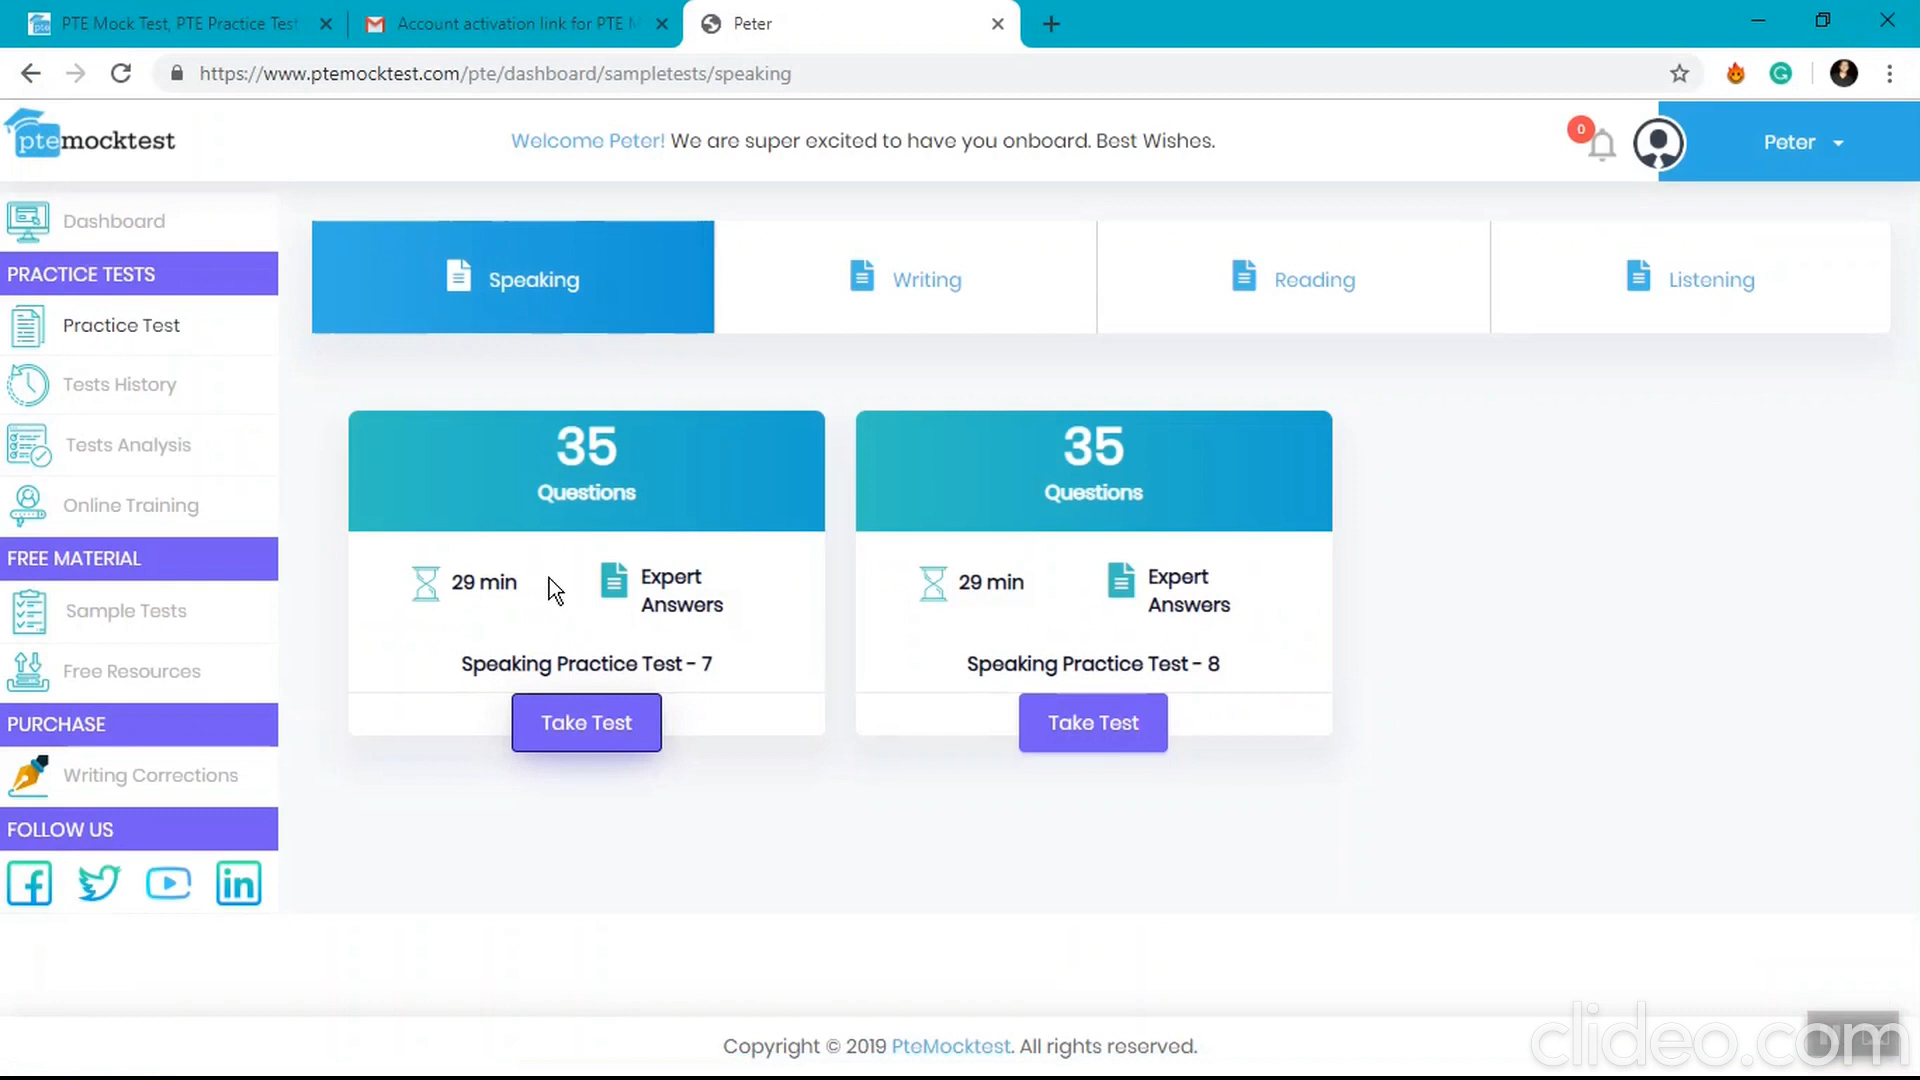 PTE Mock Test, PTE Practice Test
Account activation link for PTE M
Peter
https://www.ptemocktest.com/pte/dashboard/sampletests/speaking
ptemocktest
Welcome Peter! We are super excited to have you onboard. Best Wishes.
0
Peter
Dashboard
PRACTICE TESTS
Practice Test
Tests History
Tests Analysis
Online Training
FREE MATERIAL
Sample Tests
Free Resources
PURCHASE
Writing Corrections
FOLLOW US
Speaking
Writing
Reading
Listening
35
Questions
29 min
Expert
Answers
Speaking Practice Test - 7
Take Test
35
Questions
29 min
Expert
Answers
Speaking Practice Test - 8
Take Test
Copyright © 2019 PteMocktest. All rights reserved.
clideo.com